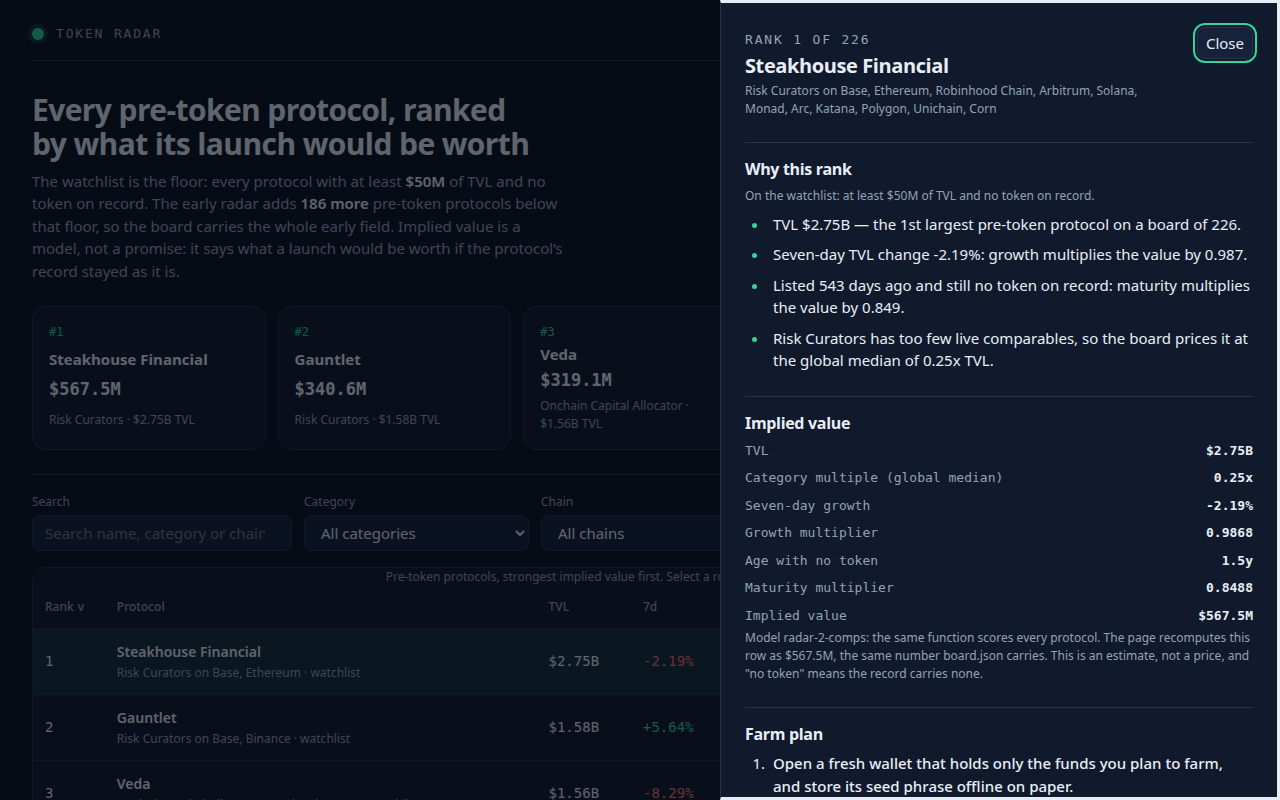 TOKEN RADAR
Every pre-token protocol, ranked
by what its launch would be worth
The watchlist is the floor: every protocol with at least $50M of TVL and no
token on record. The early radar adds 186 more pre-token protocols below
that floor, so the board carries the whole early field. Implied value is a
model, not a promise: it says what a launch would be worth if the protocol's
record stayed as it is.
#1
Steakhouse Financial
$567.5M
Risk Curators · $2.75B TVL
#2
Gauntlet
$340.6M
Risk Curators · $1.58B TVL
#3
Veda
$319.1M
Onchain Capital Allocator ·
$1.56B TVL
Search
Category
Chain
Search name, category or chain
All categories
All chains
Pre-token protocols, strongest implied value first. Select a
Rank v
Protocol
TVL
7d
1
Steakhouse Financial
Risk Curators on Base, Ethereum · watchlist
$2.75B
-2.19%
2
Gauntlet
Risk Curators on Base, Binance · watchlist
$1.58B
+5.64%
3
Veda
$1.56B
-8.29%
RANK 1 OF 226
Close
Steakhouse Financial
Risk Curators on Base, Ethereum, Robinhood Chain, Arbitrum, Solana,
Monad, Arc, Katana, Polygon, Unichain, Corn
Why this rank
On the watchlist: at least $50M of TVL and no token on record.
TVL $2.75B — the 1st largest pre-token protocol on a board of 226.
Seven-day TVL change -2.19%: growth multiplies the value by 0.987.
Listed 543 days ago and still no token on record: maturity multiplies
the value by 0.849.
Risk Curators has too few live comparables, so the board prices it at
the global median of 0.25x TVL.
Implied value
TVL $2.75B
Category multiple (global median) 0.25x
Seven-day growth -2.19%
Growth multiplier 0.9868
Age with no token 1.5y
Maturity multiplier 0.8488
Implied value $567.5M
Model radar-2-comps: the same function scores every protocol. The page recomputes this
row as $567.5M, the same number board.json carries. This is an estimate, not a price, and
"no token" means the record carries none.
Farm plan
1. Open a fresh wallet that holds only the funds you plan to farm,
and store its seed phrase offline on paper.